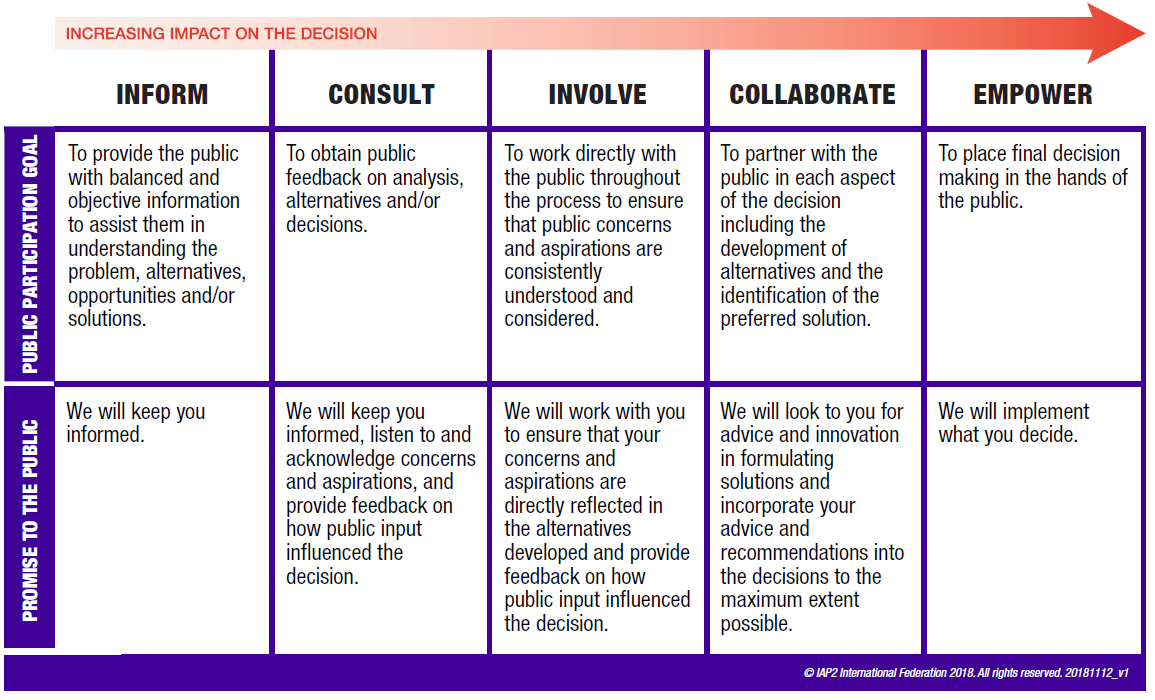 INCREASING IMPACT ON THE DECISION
INFORM
CONSULT
INVOLVE
COLLABORATE
EMPOWER
PUBLIC PARTICIPATION GOAL
To provide the public
with balanced and
objective information
to assist them in
understanding the
problem, alternatives,
opportunities and/or
solutions.
To obtain public
feedback on analysis,
alternatives and/or
decisions.
To work directly with
the public throughout
the process to ensure
that public concerns
and aspirations are
consistently
understood and
considered.
To partner with the
public in each aspect
of the decision
including the
development of
alternatives and the
identification of the
preferred solution.
To place final decision
making in the hands of
the public.
PROMISE TO THE PUBLIC
We will keep you
informed.
We will keep you
informed, listen to and
acknowledge concerns
and aspirations, and
provide feedback on
how public input
influenced the
decision.
We will work with you
to ensure that your
concerns and
aspirations are
directly reflected in
the alternatives
developed and provide
feedback on how
public input influenced
the decision.
We will look to you for
advice and innovation
in formulating
solutions and
incorporate your
advice and
recommendations into
the decisions to the
maximum extent
possible.
We will implement
what you decide.
© IAP2 International Federation 2018. All rights reserved. 20181112_v1